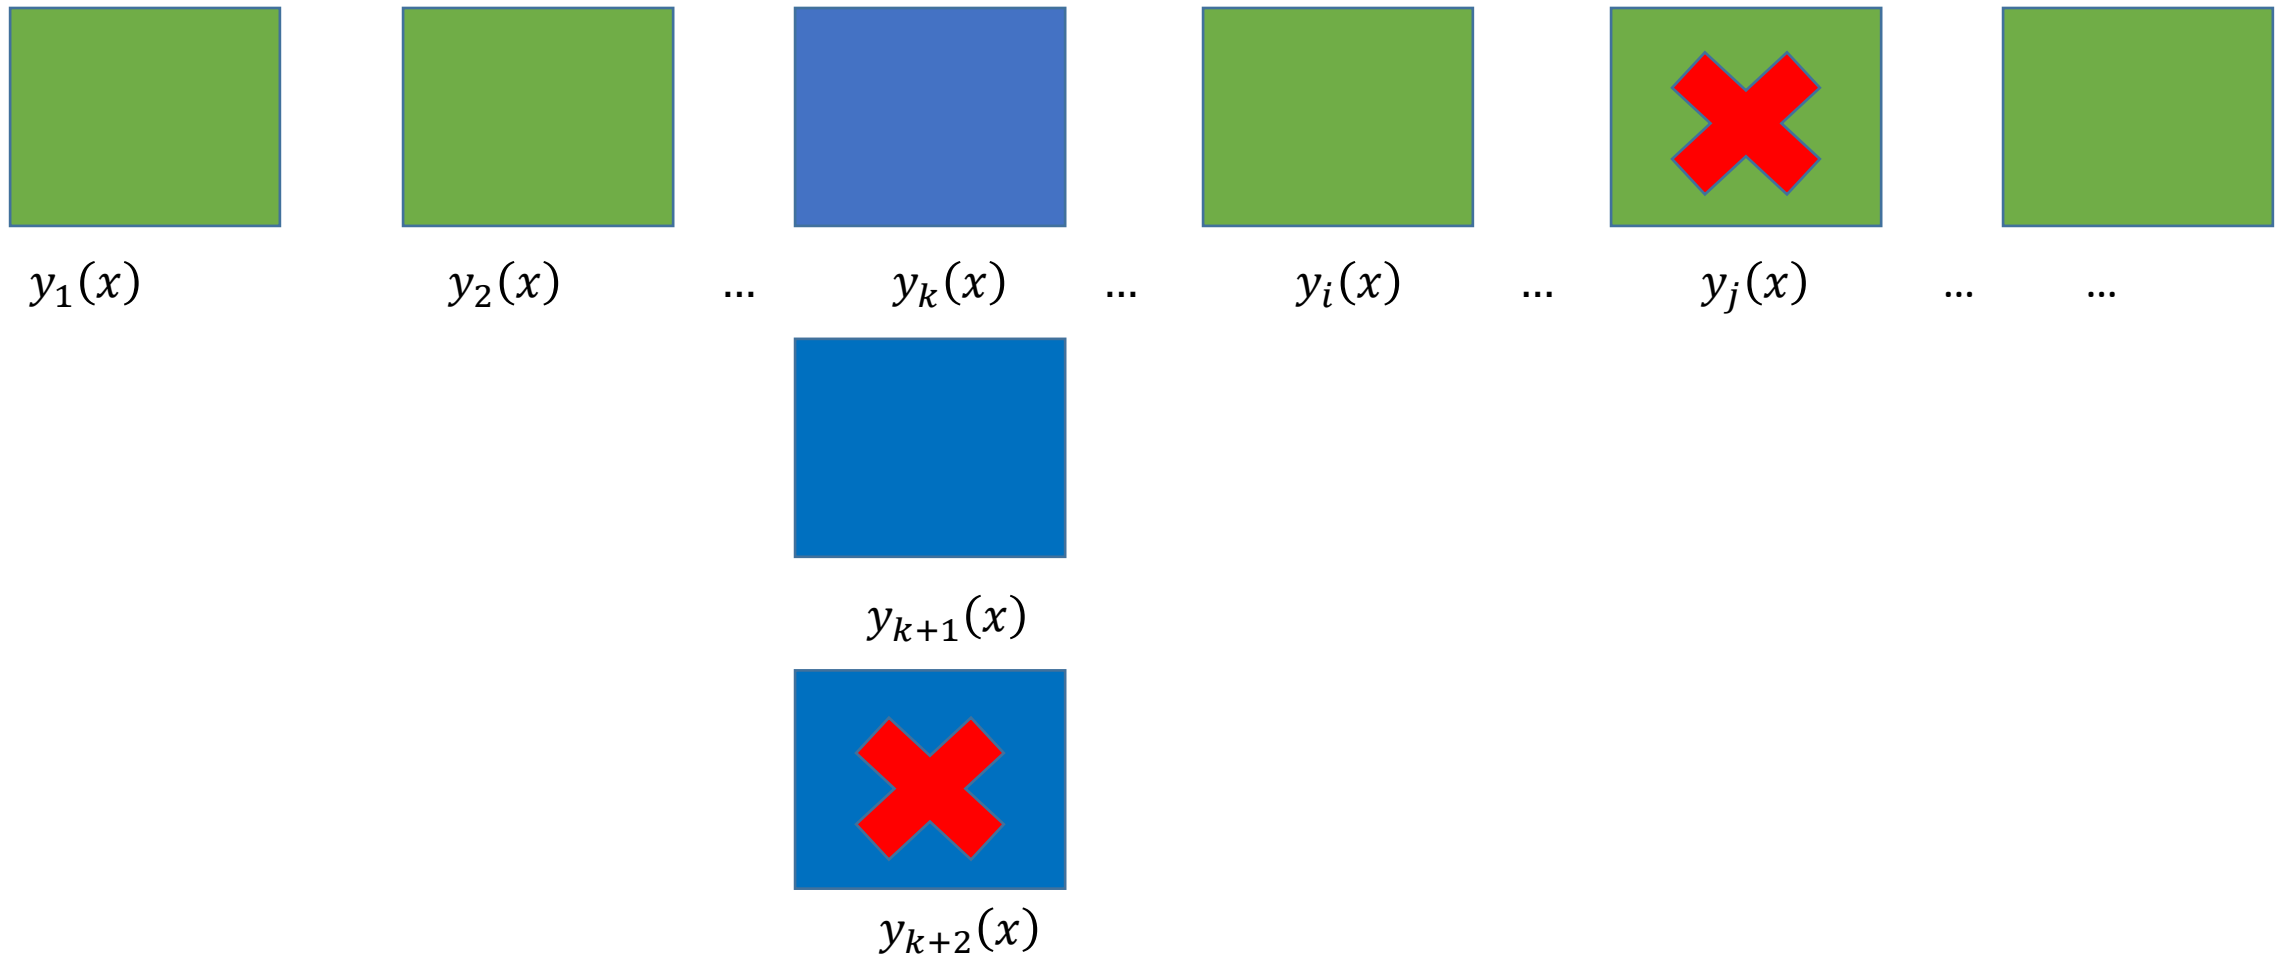 y₁(x) y₂(x) ... yₖ(x) ... yᵢ(x) ... yⱼ(x) ... ...
yₖ₊₁(x)
yₖ₊₂(x)